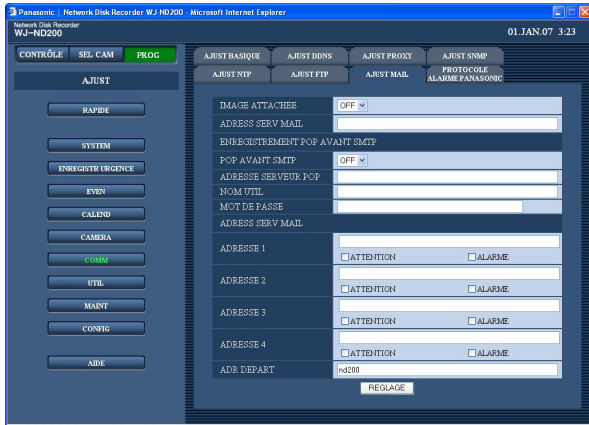 Panasonic | Network Disk Recorder WJ-ND200 - Microsoft Internet Explorer
Network Disk Recorder
WJ-ND200
01.JAN.07 3:23
CONTRÔLE SEL CAM PROG
AJUST
RAPIDE
SYSTEM
ENREGISTR URGENCE
EVEN
CALEND
CAMERA
COMM
UTIL
MAINT
CONFIG
AIDE
AJUST BASIQUE AJUST DDNS AJUST PROXY AJUST SNMP
AJUST NTP AJUST FTP AJUST MAIL PROTOCOLE ALARME PANASONIC
IMAGE ATTACHEE OFF
ADRESS SERV MAIL
ENREGISTREMENT POP AVANT SMTP
POP AVANT SMTP OFF
ADRESSE SERVEUR POP
NOM UTIL
MOT DE PASSE
ADRESS SERV MAIL
ADRESSE 1
ATTENTION ALARME
ADRESSE 2
ATTENTION ALARME
ADRESSE 3
ATTENTION ALARME
ADRESSE 4
ATTENTION ALARME
ADR DEPART nd200
REGLAGE